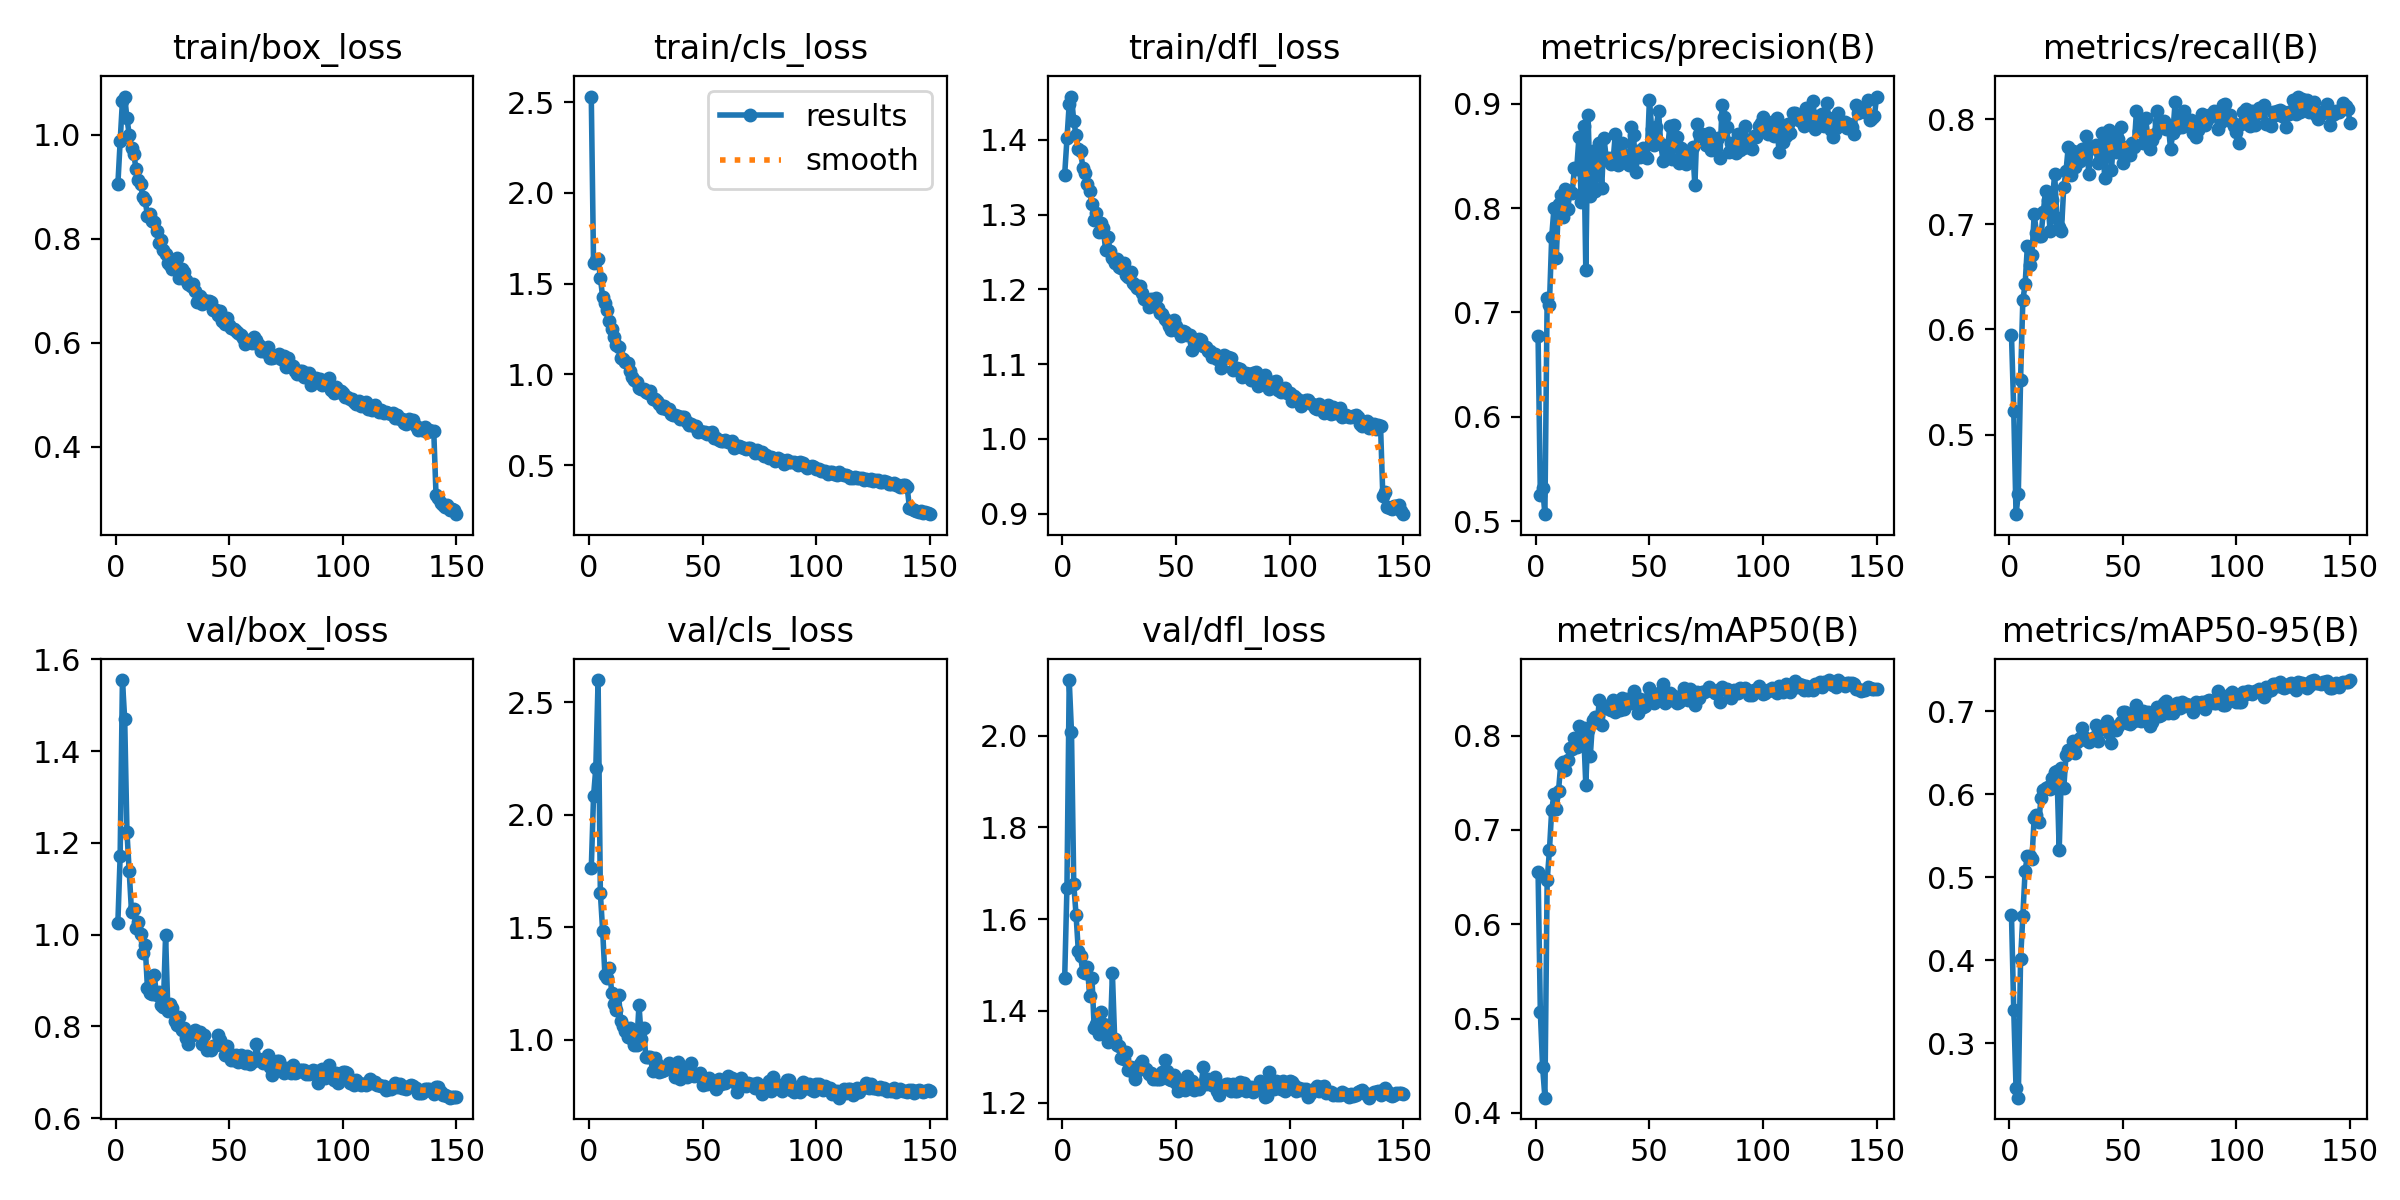 train/box_loss
1.0
0.8
0.6
0.4
0 50 100 150
train/cls_loss
results
smooth
2.5
2.0
1.5
1.0
0.5
0 50 100 150
train/dfl_loss
1.4
1.3
1.2
1.1
1.0
0.9
0 50 100 150
metrics/precision(B)
0.9
0.8
0.7
0.6
0.5
0 50 100 150
metrics/recall(B)
0.8
0.7
0.6
0.5
0 50 100 150
val/box_loss
1.6
1.4
1.2
1.0
0.8
0.6
0 50 100 150
val/cls_loss
2.5
2.0
1.5
1.0
0 50 100 150
val/dfl_loss
2.0
1.8
1.6
1.4
1.2
0 50 100 150
metrics/mAP50(B)
0.8
0.7
0.6
0.5
0.4
0 50 100 150
metrics/mAP50-95(B)
0.7
0.6
0.5
0.4
0.3
0 50 100 150